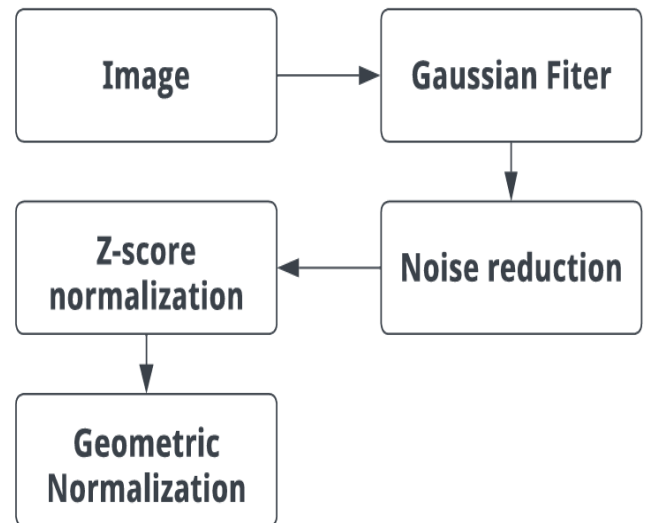 Image
Gaussian Fiter
Noise reduction
Z-score
normalization
Geometric
Normalization